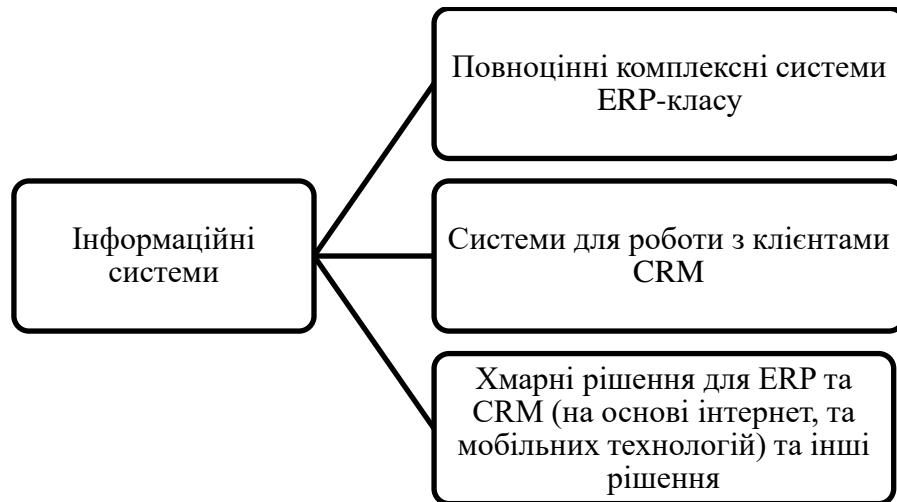 Повноцінні комплексні системи
ERP-класу
Інформаційні
системи
Системи для роботи з клієнтами
CRM
Хмарні рішення для ERP та
CRM (на основі інтернет, та
мобільних технологій) та інші
рішення